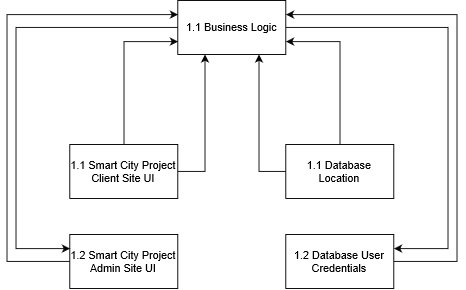 1.1 Business Logic
1.1 Smart City Project
Client Site UI
1.1 Database
Location
1.2 Smart City Project
Admin Site UI
1.2 Database User
Credentials